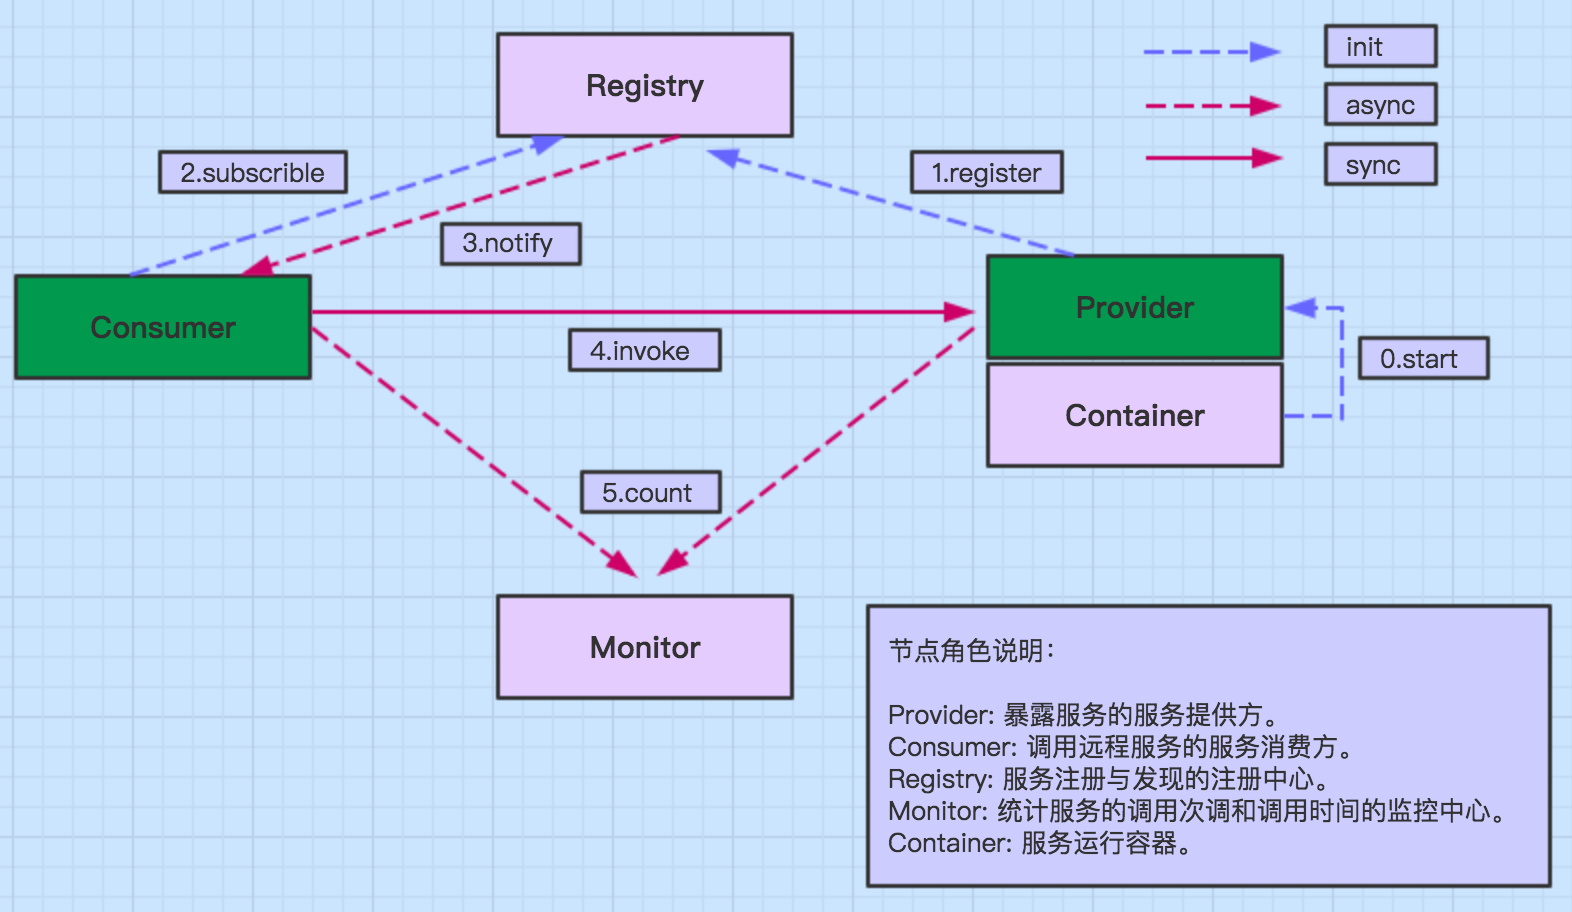 Registry
init
async
sync
2.subscrible
1.register
3.notify
Consumer
Provider
4.invoke
0.start
Container
5.count
Monitor
节点角色说明：
Provider: 暴露服务的服务提供方。
Consumer: 调用远程服务的服务消费方。
Registry: 服务注册与发现的注册中心。
Monitor: 统计服务的调用次调和调用时间的监控中心。
Container: 服务运行容器。